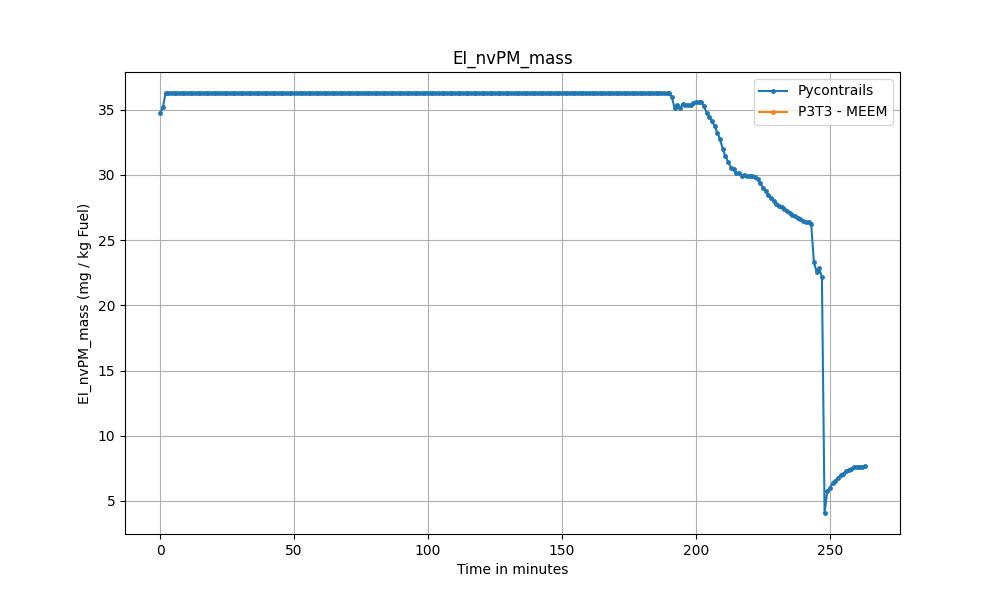 EI_nvPM_mass
Pycontrails
P3T3 - MEEM
EI_nvPM_mass (mg / kg Fuel)
35
30
25
20
15
10
5
0
50
100
150
200
250
Time in minutes